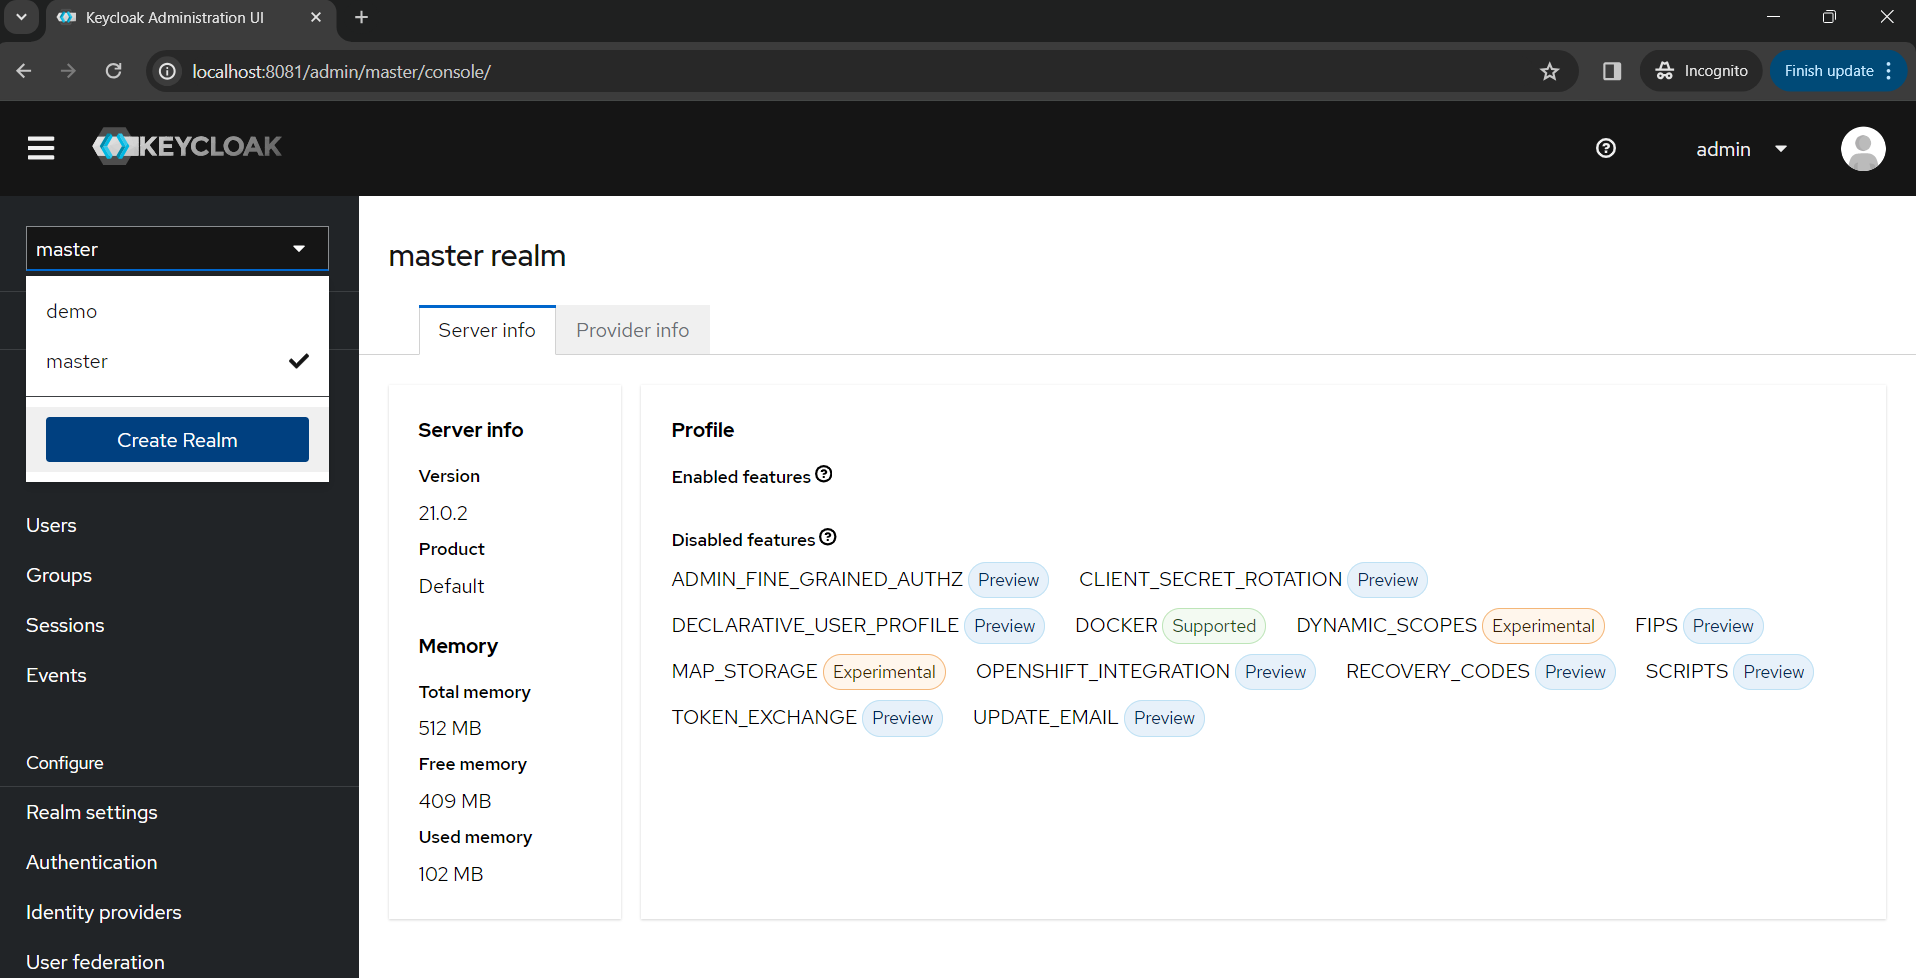 Keycloak Administration UI
localhost:8081/admin/master/console/
Incognito
Finish update
KEYCLOAK
admin
master
demo
master
Create Realm
Users
Groups
Sessions
Events
Configure
Realm settings
Authentication
Identity providers
User federation
master realm
Server info
Provider info
Server info
Version
21.0.2
Product
Default
Memory
Total memory
512 MB
Free memory
409 MB
Used memory
102 MB
Profile
Enabled features
Disabled features
ADMIN_FINE_GRAINED_AUTHZ Preview CLIENT_SECRET_ROTATION Preview
DECLARATIVE_USER_PROFILE Preview DOCKER Supported DYNAMIC_SCOPES Experimental FIPS Preview
MAP_STORAGE Experimental OPENSHIFT_INTEGRATION Preview RECOVERY_CODES Preview SCRIPTS Preview
TOKEN_EXCHANGE Preview UPDATE_EMAIL Preview